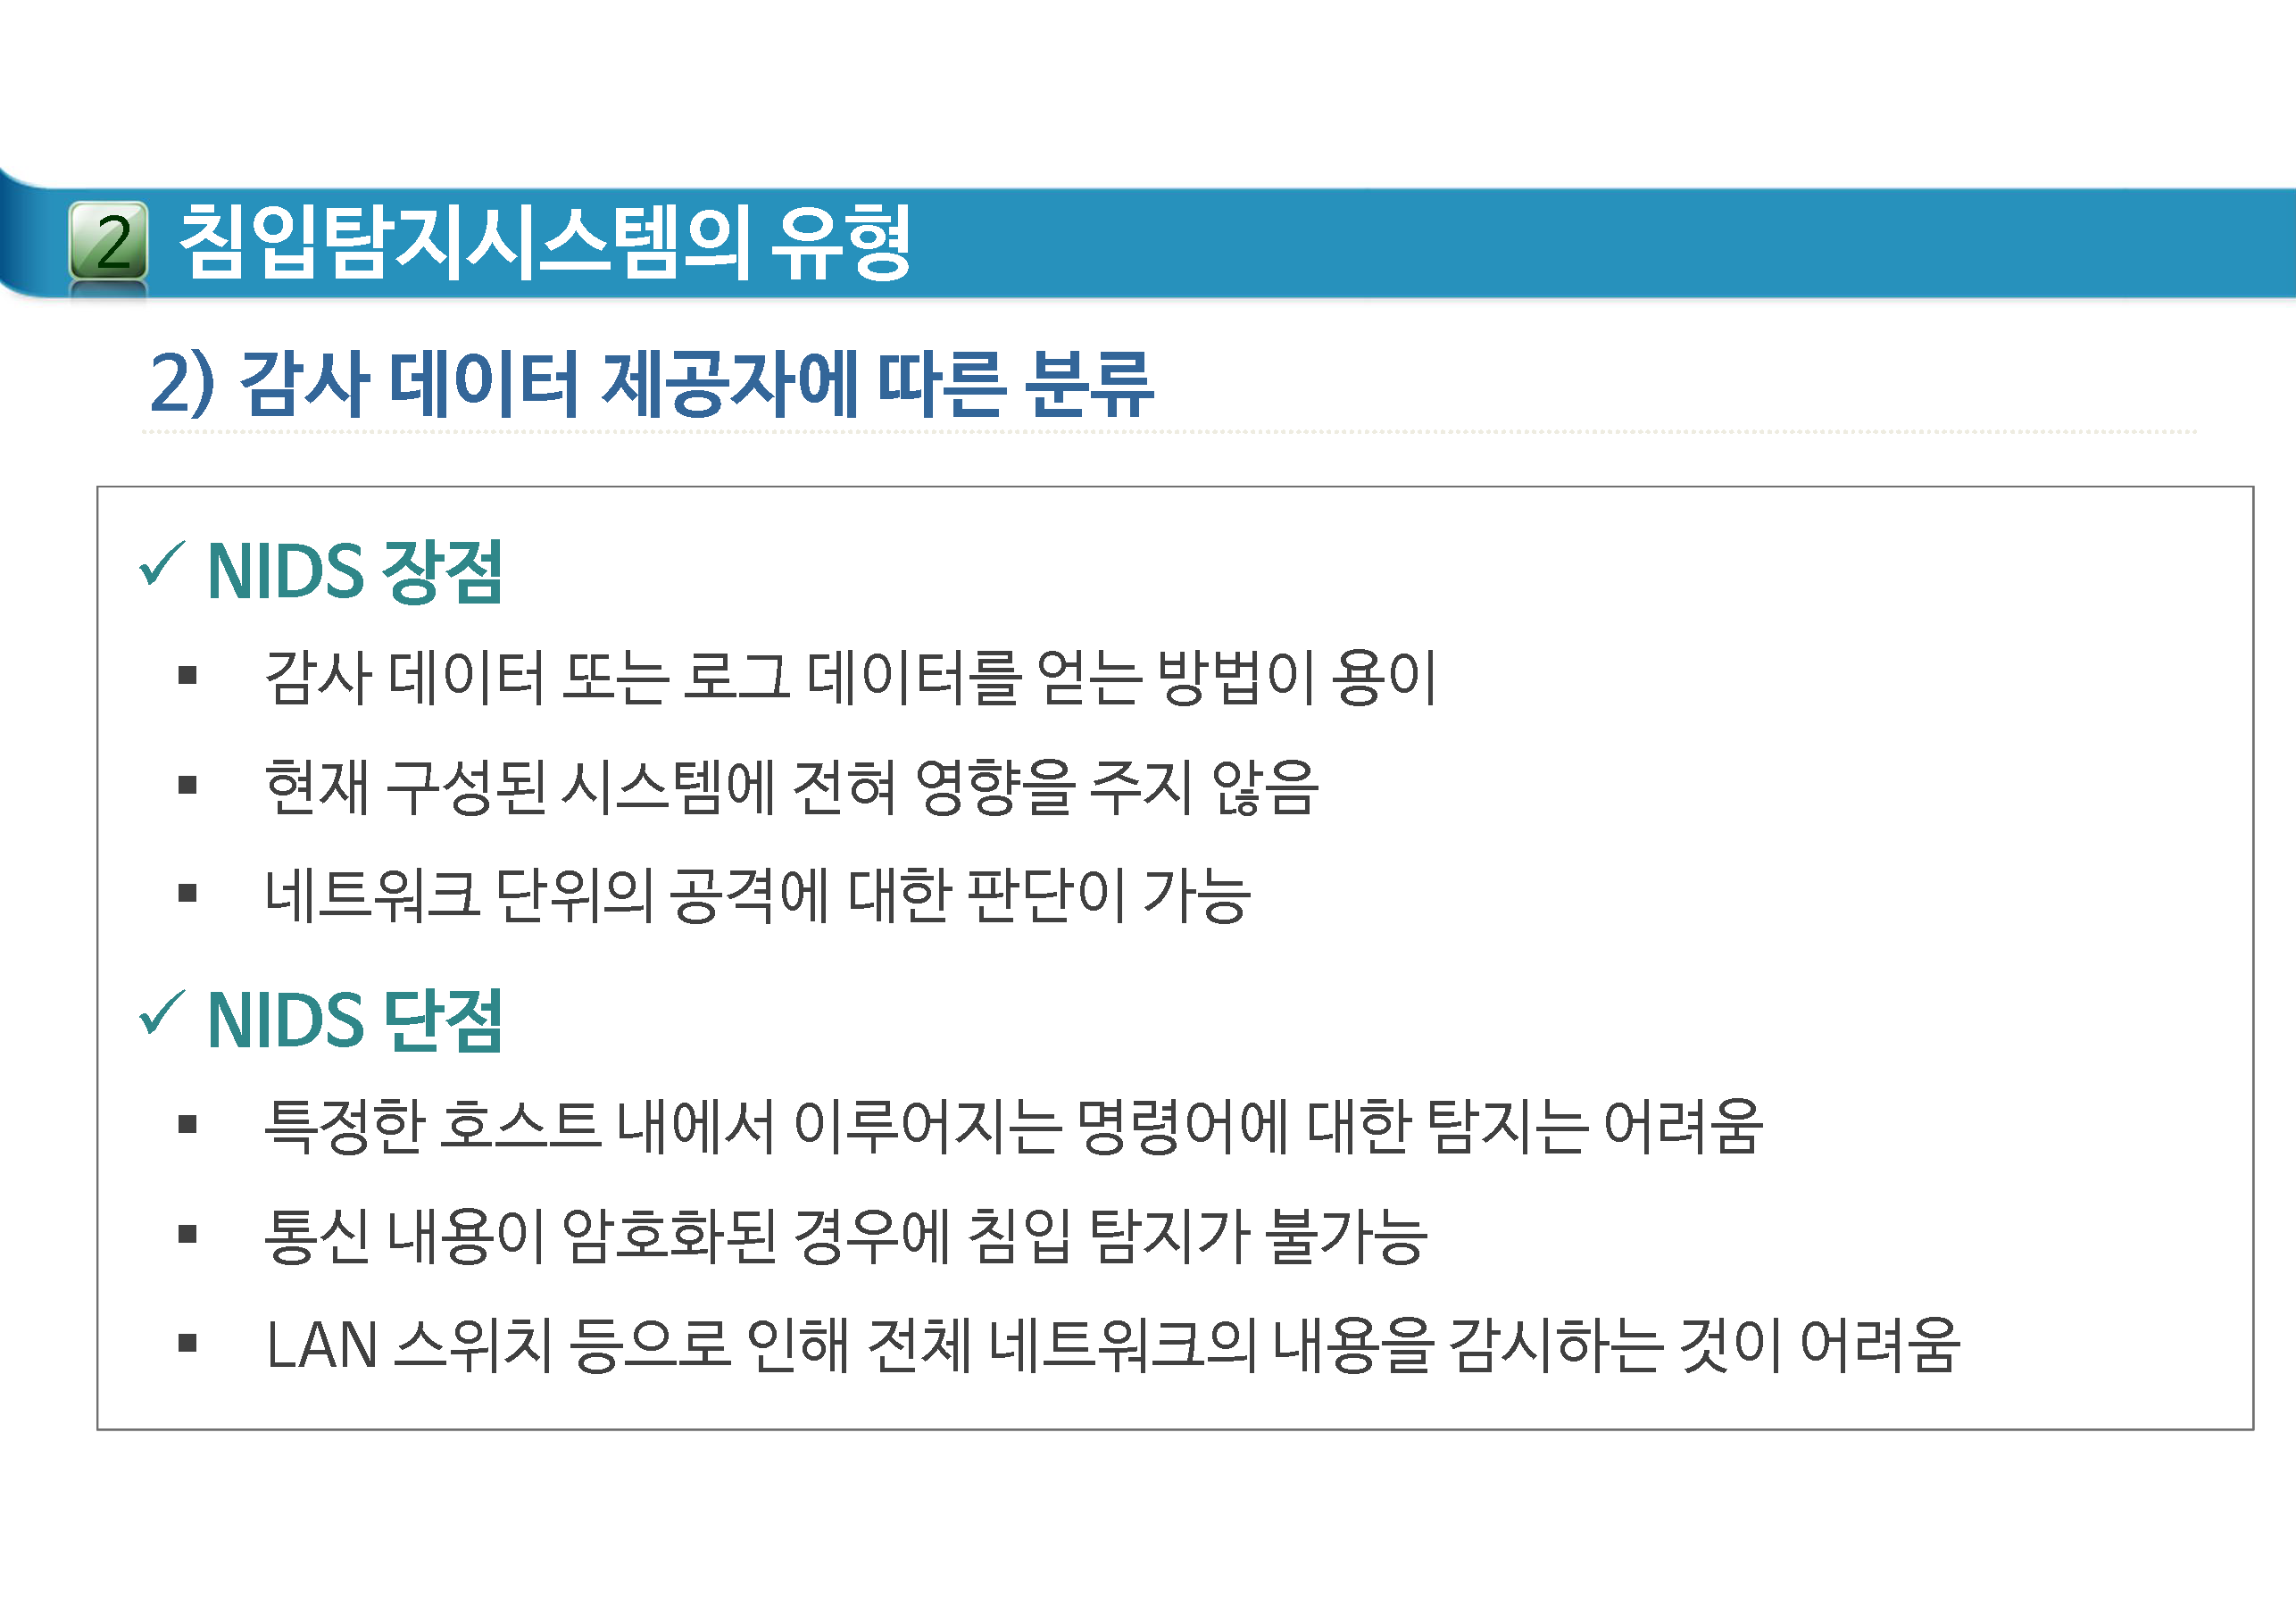 2 침입탐지시스템의 유형
2) 감사 데이터 제공자에 따른 분류
✓ NIDS 장점
▪ 감사 데이터 또는 로그 데이터를 얻는 방법이 용이
▪ 현재 구성된 시스템에 전혀 영향을 주지 않음
▪ 네트워크 단위의 공격에 대한 판단이 가능
✓ NIDS 단점
▪ 특정한 호스트 내에서 이루어지는 명령어에 대한 탐지는 어려움
▪ 통신 내용이 암호화된 경우에 침입 탐지가 불가능
▪ LAN 스위치 등으로 인해 전체 네트워크의 내용을 감시하는 것이 어려움